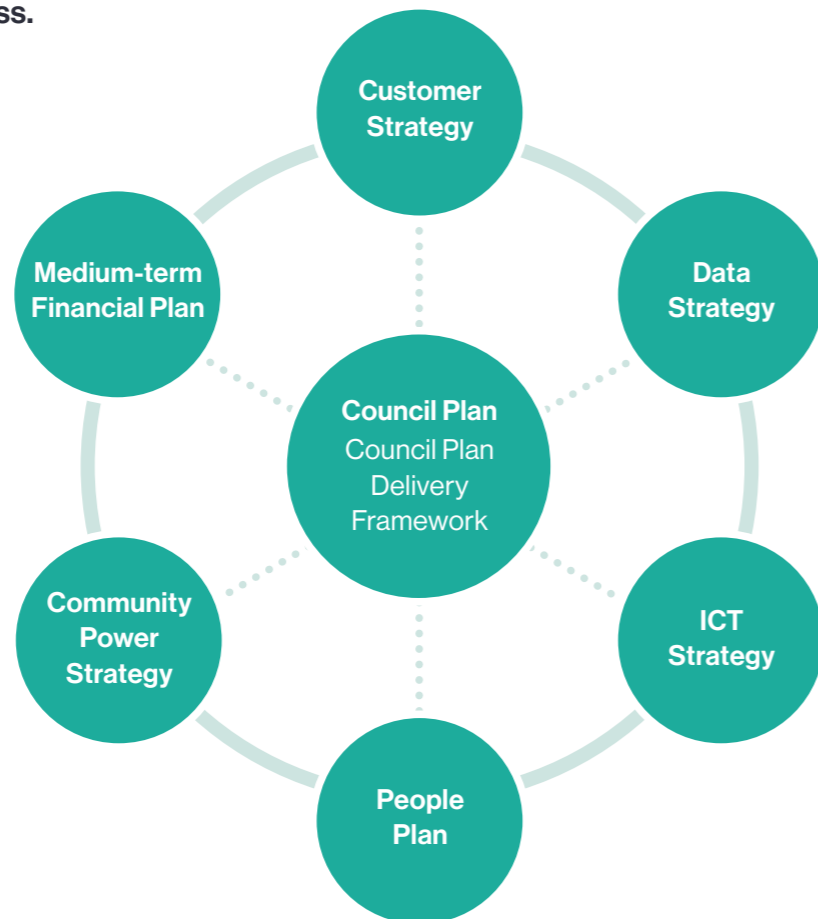 ss.
Customer
Strategy
Medium-term
Financial Plan
Data
Strategy
Council Plan
Council Plan
Delivery
Framework
Community
Power
Strategy
ICT
Strategy
People
Plan